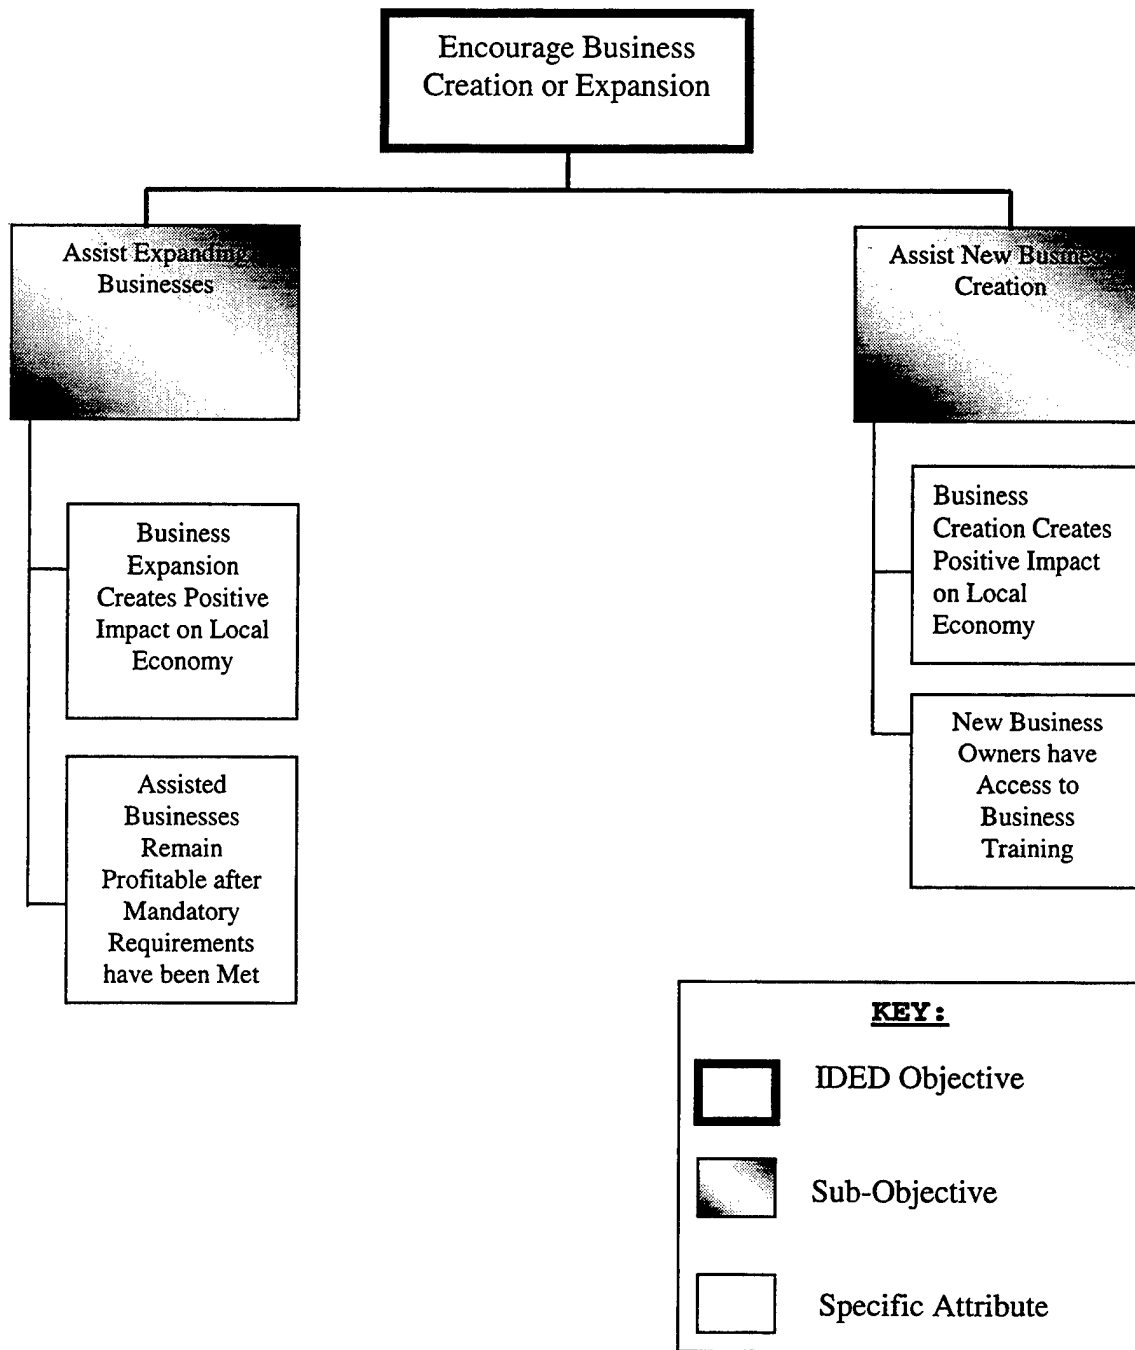 Encourage Business
Creation or Expansion
Assist Expanding
Businesses
Business
Expansion
Creates Positive
Impact on Local
Economy
Assisted
Businesses
Remain
Profitable after
Mandatory
Requirements
have been Met
Assist New Business
Creation
Business
Creation Creates
Positive Impact
on Local
Economy
New Business
Owners have
Access to
Business
Training
KEY:
IDED Objective
Sub-Objective
Specific Attribute